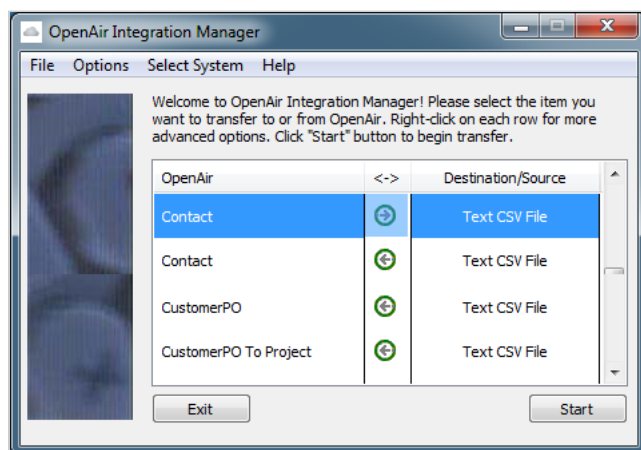 OpenAir Integration Manager
File Options Select System Help
Welcome to OpenAir Integration Manager! Please select the item you
want to transfer to or from OpenAir. Right-click on each row for more
advanced options. Click "Start" button to begin transfer.
OpenAir <-> Destination/Source
Contact Text CSV File
Contact Text CSV File
CustomerPO Text CSV File
CustomerPO To Project Text CSV File
Exit Start